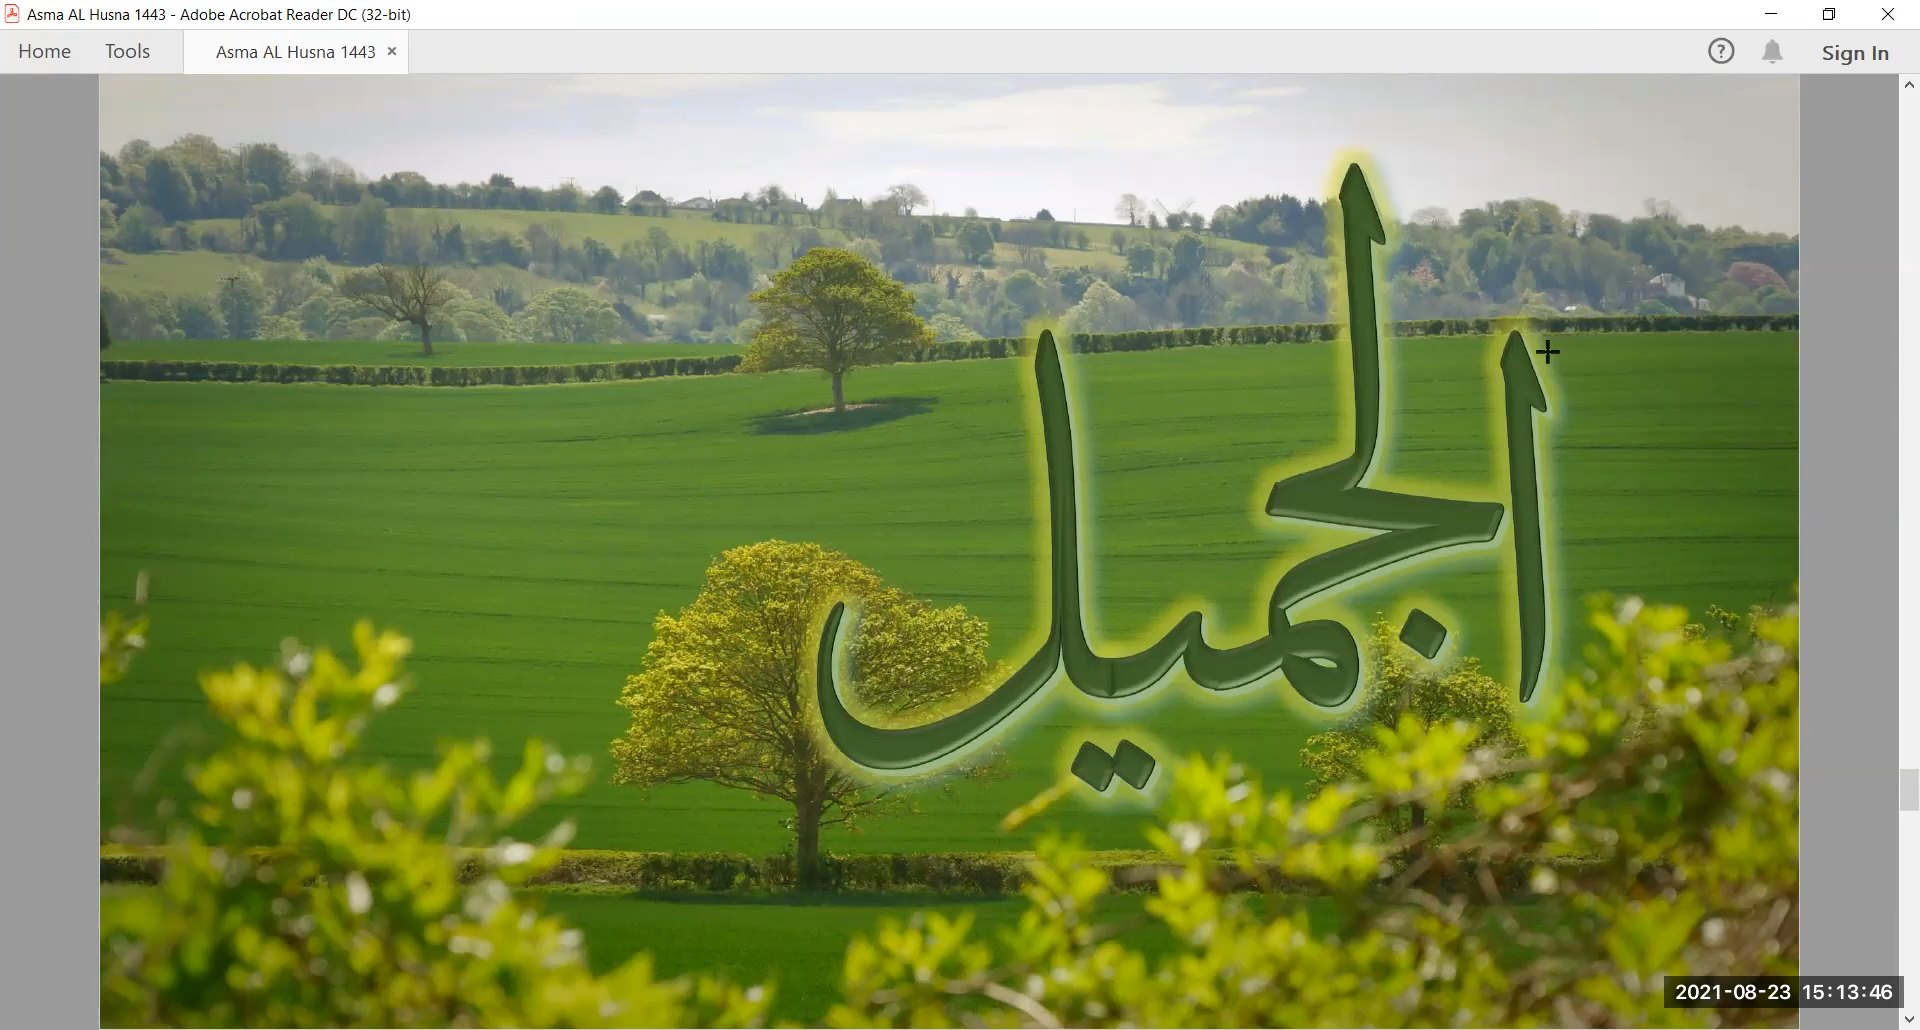 Asma AL Husna 1443 - Adobe Acrobat Reader DC (32-bit)
Home Tools Asma AL Husna 1443 × ? Sign In
الجميل
2021-08-23 15:13:46